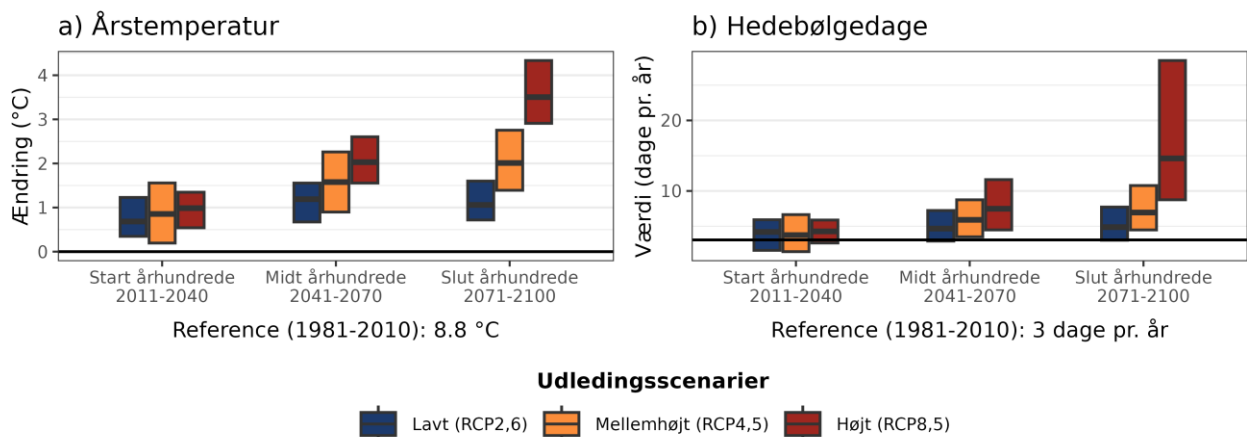 a) Årstemperatur
Ændring (°C)
4
3
2
1
0
Start århundrede
2011-2040
Midt århundrede
2041-2070
Slut århundrede
2071-2100
Reference (1981-2010): 8.8 °C
b) Hedebølgedage
Værdi (dage pr. år)
20
10
Start århundrede
2011-2040
Midt århundrede
2041-2070
Slut århundrede
2071-2100
Reference (1981-2010): 3 dage pr. år
Udledingsscenarier
Lavt (RCP2,6)
Mellemhøjt (RCP4,5)
Højt (RCP8,5)